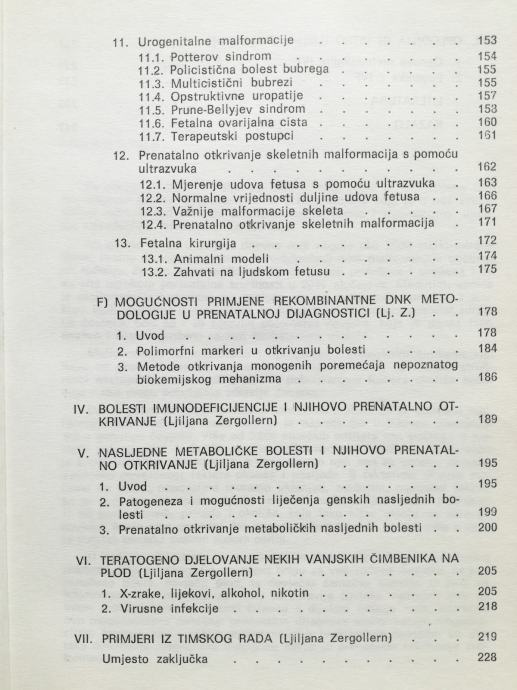 11. Urogenitalne malformacije . . . . . . 153
11.1. Potterov sindrom . . . . . . 154
11.2. Policistična bolest bubrega . . . . . 155
11.3. Multicistični bubrezi . . . . . . 155
11.4. Opstruktivne uropatije . . . . . . 157
11.5. Prune-Bellyjev sindrom . . . . . . 153
11.6. Fetalna ovarijalna cista . . . . . . 160
11.7. Terapeutski postupci . . . . . . 161
12. Prenatalno otkrivanje skeletnih malformacija s pomoću
ultrazvuka . . . . . . . . . 162
12.1. Mjerenje udova fetusa s pomoću ultrazvuka . 163
12.2. Normalne vrijednosti duljine udova fetusa . . 166
12.3. Važnije malformacije skeleta . . . . . 167
12.4. Prenatalno otkrivanje skeletnih malformacija . 171
13. Fetalna kirurgija . . . . . . . . 172
13.1. Animalni modeli . . . . . . . 174
13.2. Zahvati na ljudskom fetusu . . . . . 175
F) MOGUĆNOSTI PRIMJENE REKOMBINANTNE DNK METO-
DOLOGIJE U PRENATALNOJ DIJAGNOSTICI (Lj. Z.) . . 178
1. Uvod . . . . . . . . . . 178
2. Polimorfni markeri u otkrivanju bolesti . . . . 184
3. Metode otkrivanja monogenih poremećaja nepoznatog
biokemijskog mehanizma . . . . . . . 186
IV. BOLESTI IMUNODEFICIJENCIJE I NJIHOVO PRENATALNO OT-
KRIVANJE (Ljiljana Zergollern) . . . . . . . 189
V. NASLJEDNE METABOLIČKE BOLESTI I NJIHOVO PRENATAL-
NO OTKRIVANJE (Ljiljana Zergollern) . . . . . . 195
1. Uvod . . . . . . . . . . . 195
2. Patogeneza i mogućnosti liječenja genskih nasljednih bo-
lesti . . . . . . . . . . . 199
3. Prenatalno otkrivanje metaboličkih nasljednih bolesti . . 200
VI. TERATOGENO DJELOVANJE NEKIH VANJSKIH ČIMBENIKA NA
PLOD (Ljiljana Zergollern) . . . . . . . . 205
1. X-zrake, lijekovi, alkohol, nikotin . . . . . 205
2. Virusne infekcije . . . . . . . . 218
VII. PRIMJERI IZ TIMSKOG RADA (Ljiljana Zergollern) . . . 219
Umjesto zaključka . . . . . . . . . 228